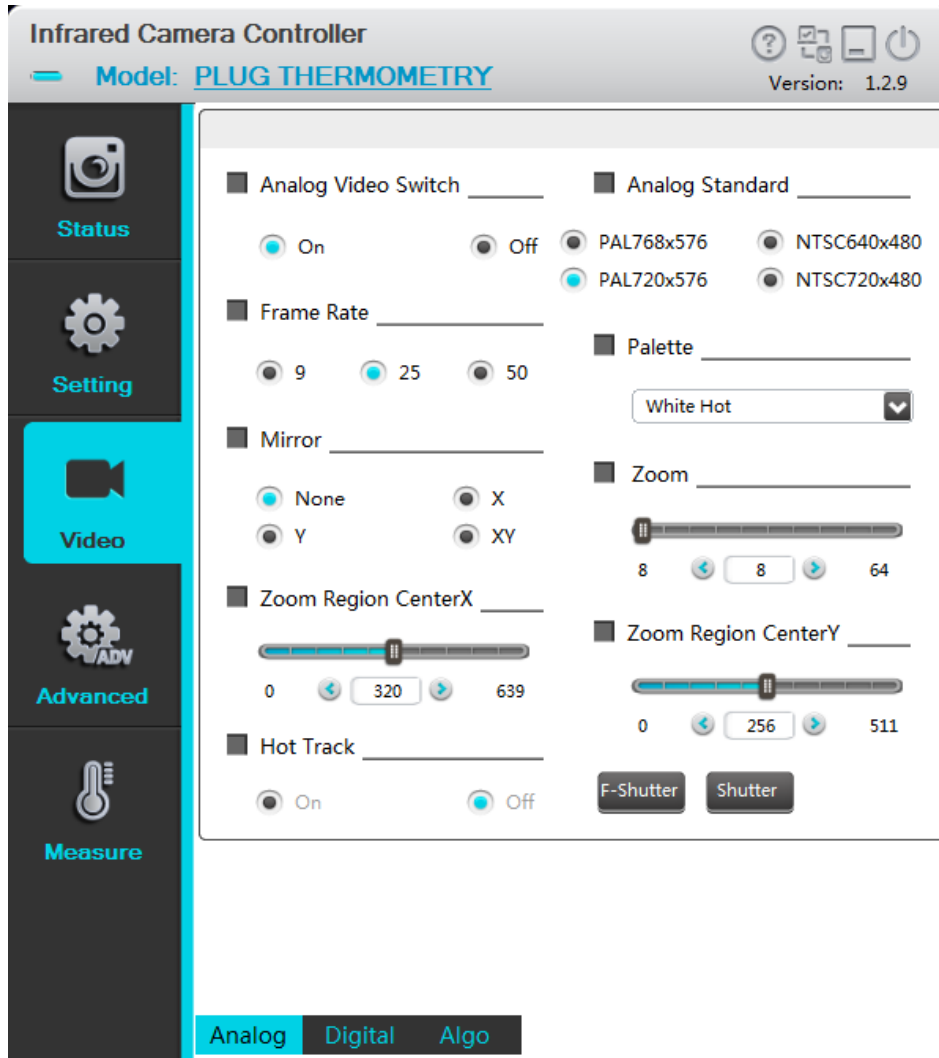 Infrared Camera Controller
Model: PLUG THERMOMETRY
Version: 1.2.9
Status
Setting
Video
ADV
Advanced
Measure
Analog Video Switch
On Off
Frame Rate
9 25 50
Mirror
None X
Y XY
Zoom Region CenterX
0 320 639
Hot Track
On Off
Analog Standard
PAL768x576 NTSC640x480
PAL720x576 NTSC720x480
Palette
White Hot
Zoom
8 8 64
Zoom Region CenterY
0 256 511
F-Shutter Shutter
Analog Digital Algo